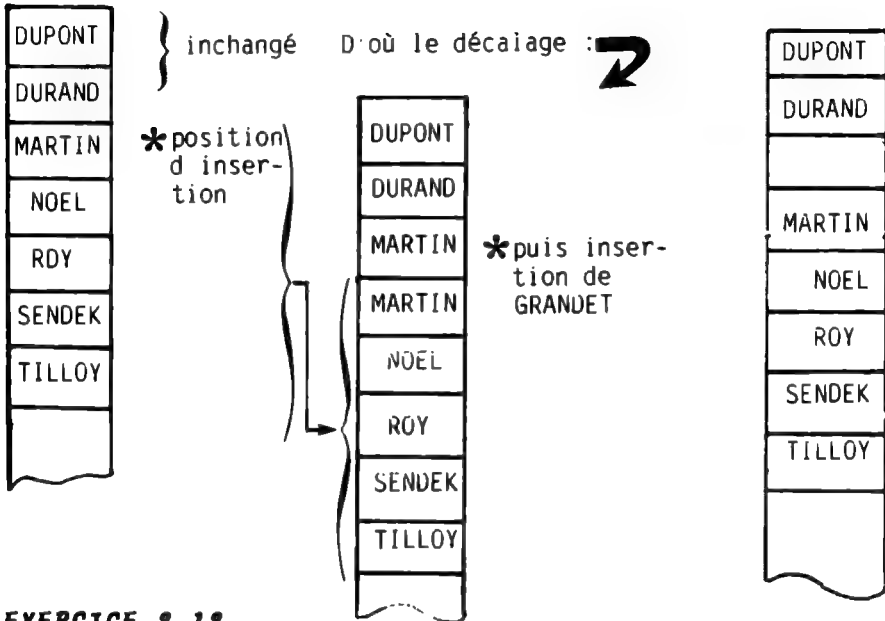 DUPONT
DURAND
MARTIN
NOEL
RDY
SENDEK
TILLOY
inchangé
*position
d inser-
tion
D'où le décalage :
DUPONT
DURAND
MARTIN
MARTIN
NOEL
ROY
SENDEK
TILLOY
*puis inser-
tion de
GRANDET
DUPONT
DURAND
MARTIN
NOEL
ROY
SENDEK
TILLOY
EXERCICE